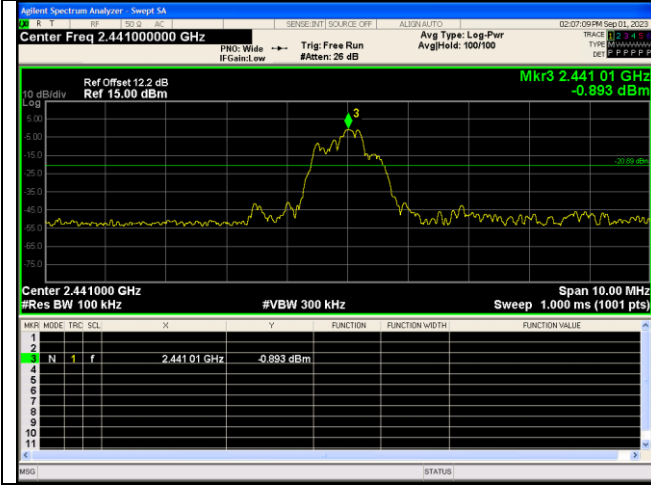 Agilent Spectrum Analyzer - Swept SA
R T RF 50 Ω AC SENSE:INT SOURCE OFF ALIGN AUTO 02:07:09 PM Sep 01, 2023
Center Freq 2.441000000 GHz Avg Type: Log-Pwr TRACE 1 2 3 4 5 6
PNO: Wide Trig: Free Run Avg|Hold: 100/100 TYPE M
IFGain:Low #Atten: 26 dB DET P P P P P P
Mkr3 2.441 01 GHz
Ref Offset 12.2 dB
10 dB/div Ref 15.00 dBm -0.893 dBm
Log
3
5.00
-5.00
-15.0
-20.89 dBm
-25.0
-35.0
-45.0
-55.0
-65.0
-75.0
Center 2.441000 GHz Span 10.00 MHz
#Res BW 100 kHz #VBW 300 kHz Sweep 1.000 ms (1001 pts)
MKR MODE TRC SCL X Y FUNCTION FUNCTION WIDTH FUNCTION VALUE
1
2
3 N 1 f 2.441 01 GHz -0.893 dBm
4
5
6
7
8
9
10
11
MSG STATUS